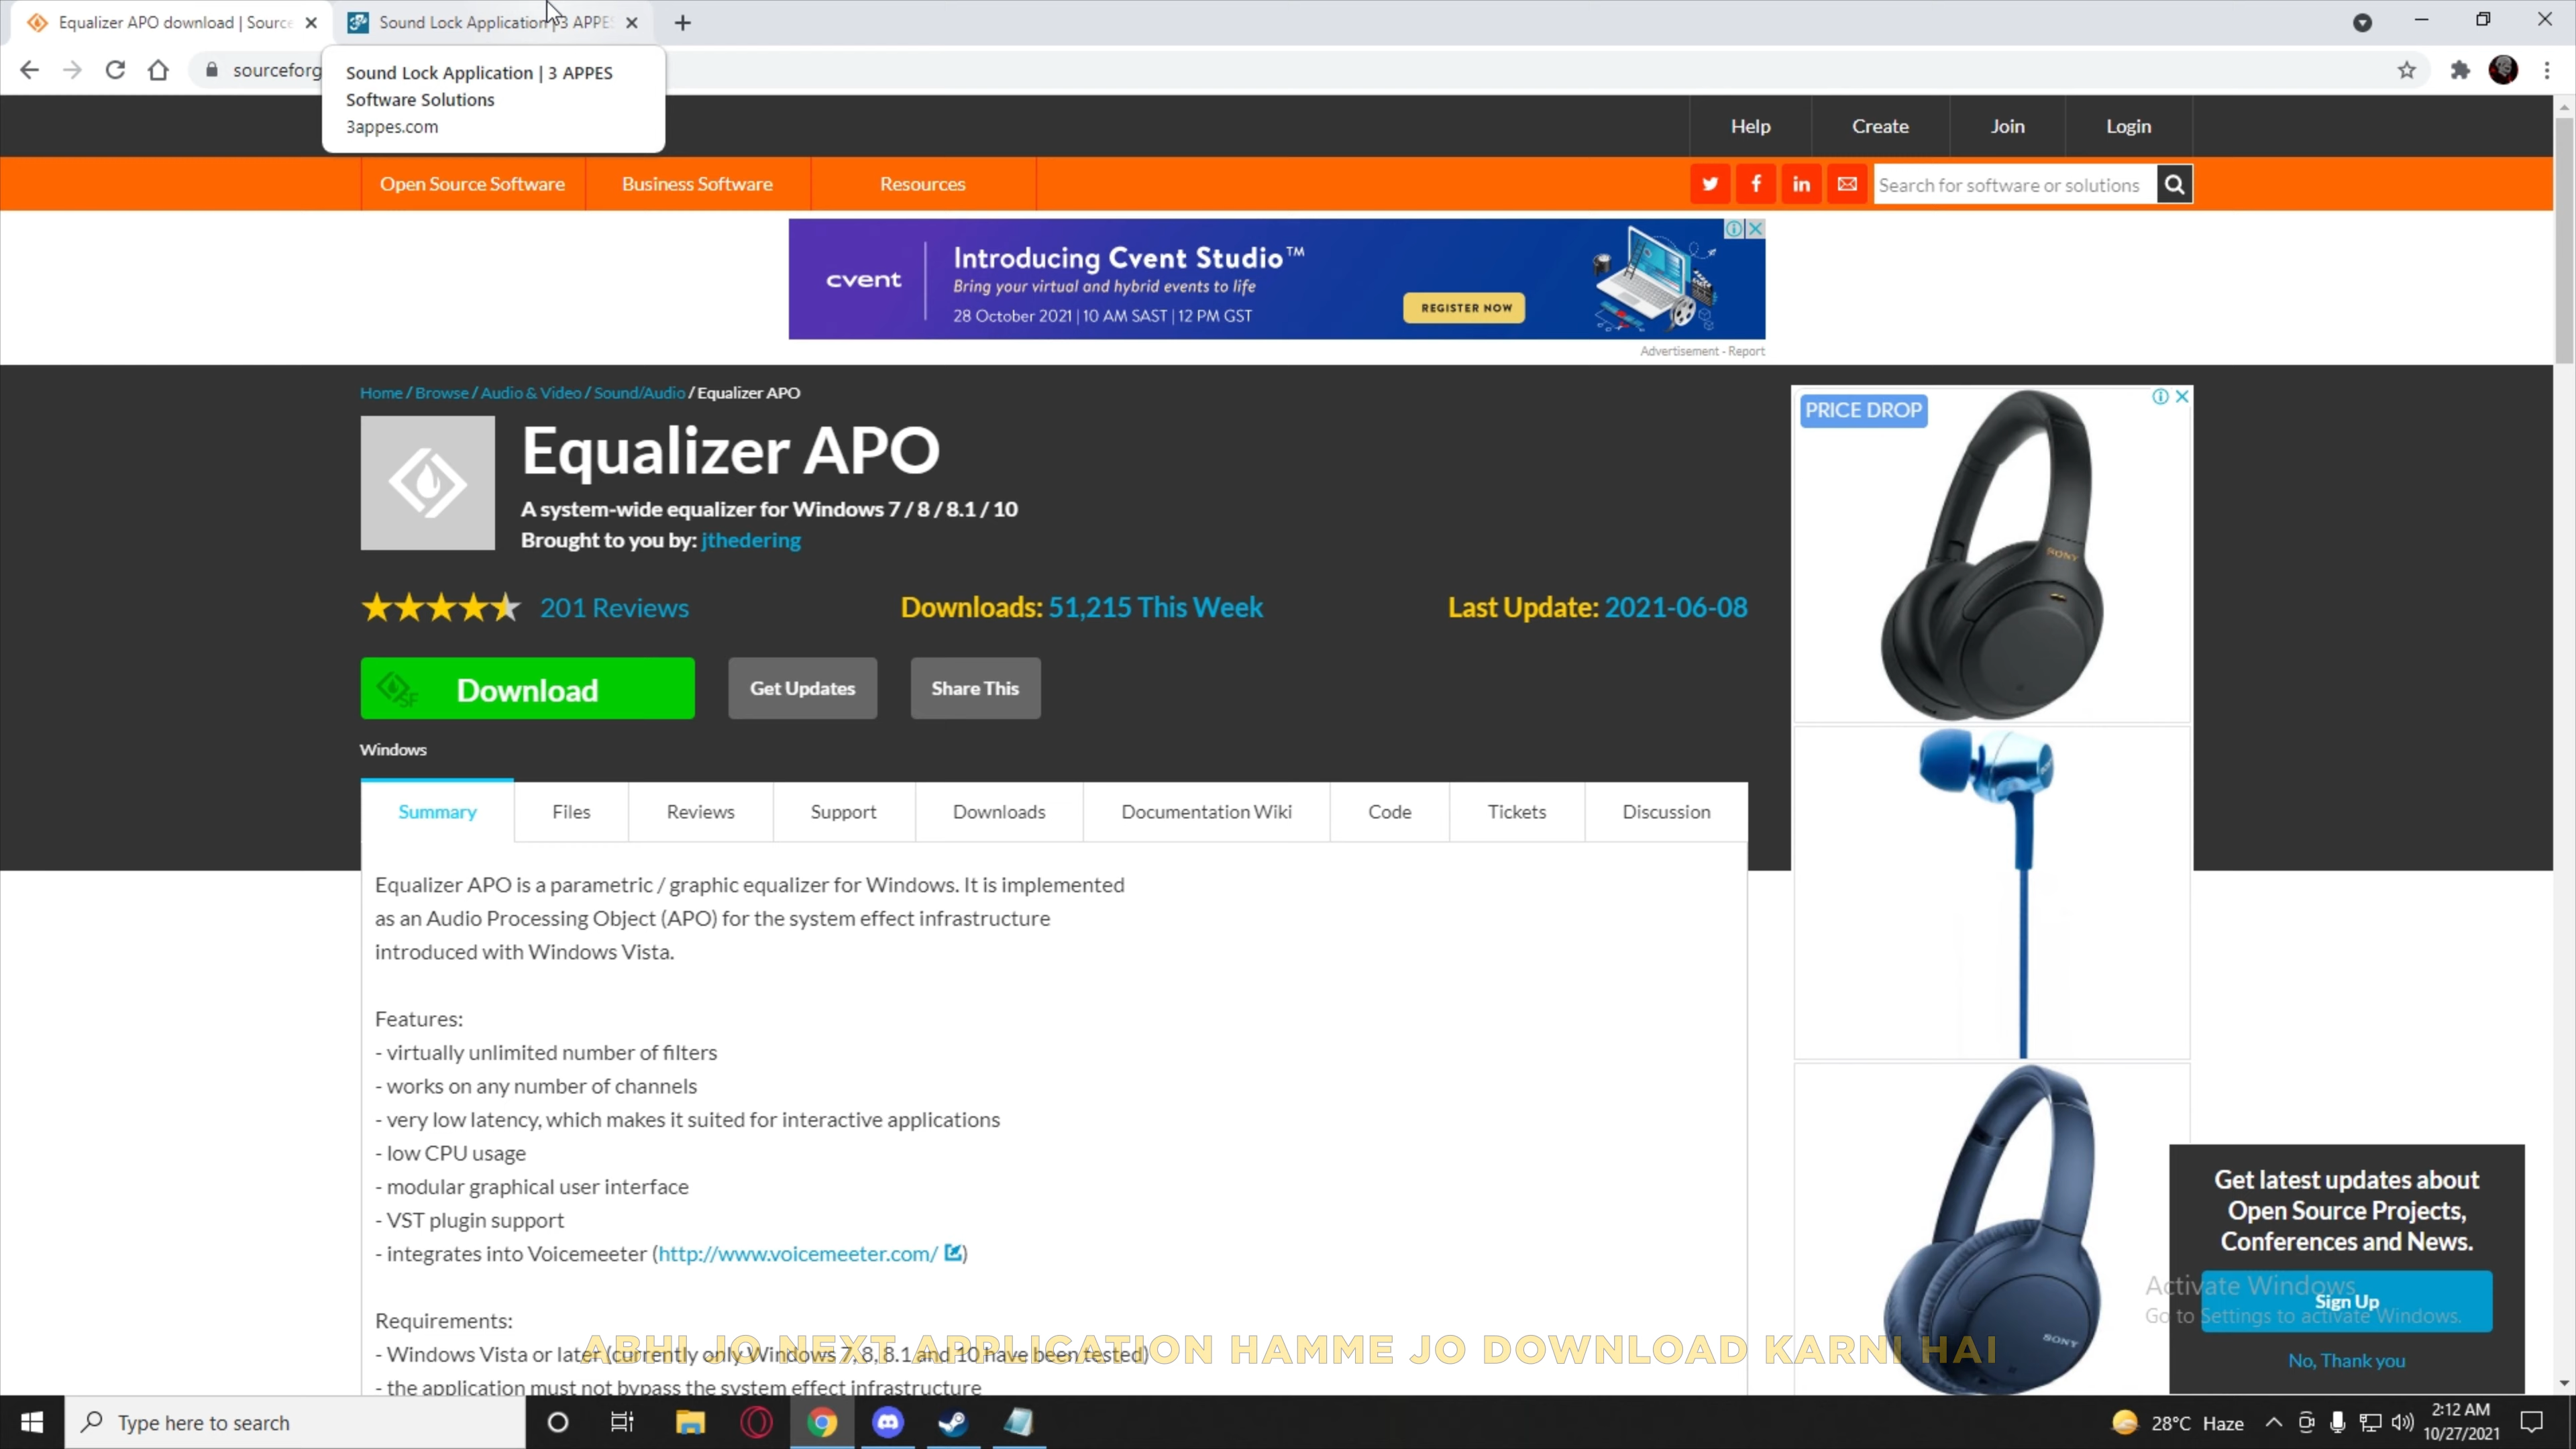 Equalizer APO download | Source
Sound Lock Application | 3 APPES
sourceforg
Sound Lock Application | 3 APPES
Software Solutions
3appes.com
Help
Create
Join
Login
Open Source Software
Business Software
Resources
Search for software or solutions
cvent
Introducing Cvent Studio™
Bring your virtual and hybrid events to life
28 October 2021 | 10 AM SAST | 12 PM GST
REGISTER NOW
Advertisement - Report
Home / Browse / Audio & Video / Sound/Audio / Equalizer APO
PRICE DROP
Equalizer APO
A system-wide equalizer for Windows 7 / 8 / 8.1 / 10
Brought to you by: jthedering
SONY
201 Reviews
Downloads: 51,215 This Week
Last Update: 2021-06-08
SF
Download
Get Updates
Share This
Windows
Summary
Files
Reviews
Support
Downloads
Documentation Wiki
Code
Tickets
Discussion
Equalizer APO is a parametric / graphic equalizer for Windows. It is implemented
as an Audio Processing Object (APO) for the system effect infrastructure
introduced with Windows Vista.
Features:
- virtually unlimited number of filters
- works on any number of channels
- very low latency, which makes it suited for interactive applications
- low CPU usage
- modular graphical user interface
- VST plugin support
- integrates into Voicemeeter (http://www.voicemeeter.com/ )
Requirements:
- Windows Vista or later (currently only Windows 7, 8, 8.1 and 10 have been tested)
- the application must not bypass the system effect infrastructure
SONY
Get latest updates about
Open Source Projects,
Conferences and News.
Sign Up
No, Thank you
Activate Windows
Go to Settings to activate Windows.
ABHI JO NEXT APPLICATION HAMME JO DOWNLOAD KARNI HAI
Type here to search
28°C Haze
2:12 AM
10/27/2021